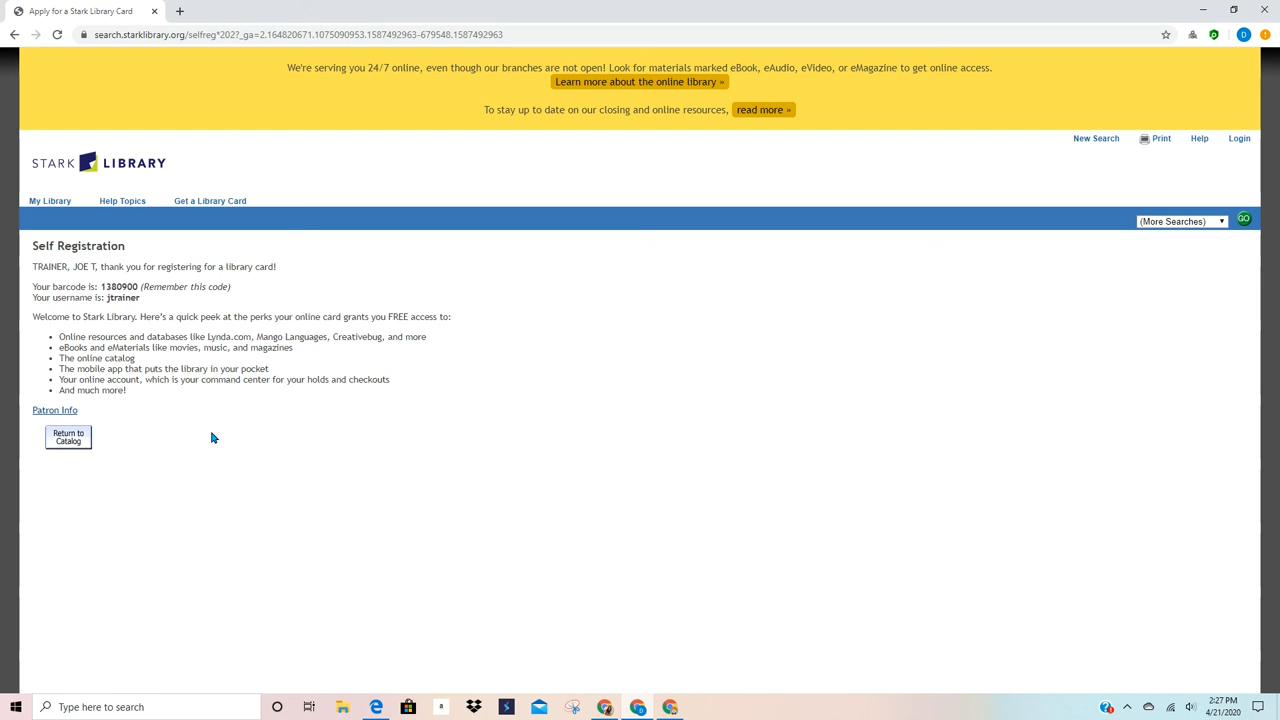 Apply for a Stark Library Card
search.starklibrary.org/selfreg*202?_ga=2.164820671.1075090953.1587492963-679548.1587492963
D
We're serving you 24/7 online, even though our branches are not open! Look for materials marked eBook, eAudio, eVideo, or eMagazine to get online access.
Learn more about the online library »
To stay up to date on our closing and online resources, read more »
New Search Print Help Login
STARK LIBRARY
My Library Help Topics Get a Library Card
(More Searches) GO
Self Registration
TRAINER, JOE T, thank you for registering for a library card!
Your barcode is: 1380900 (Remember this code)
Your username is: jtrainer
Welcome to Stark Library. Here's a quick peek at the perks your online card grants you FREE access to:
• Online resources and databases like Lynda.com, Mango Languages, Creativebug, and more
• eBooks and eMaterials like movies, music, and magazines
• The online catalog
• The mobile app that puts the library in your pocket
• Your online account, which is your command center for your holds and checkouts
• And much more!
Patron Info
Return to
Catalog
Type here to search
a
2:27 PM
4/21/2020